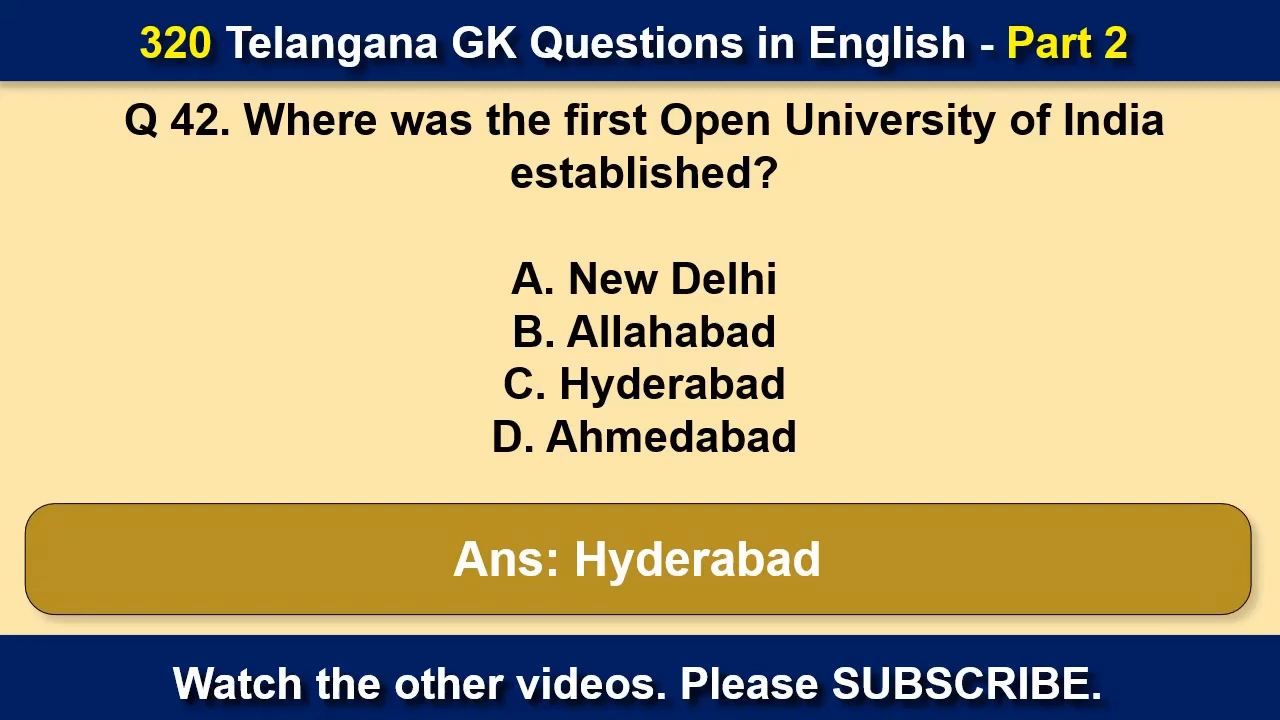 320 Telangana GK Questions in English - Part 2
Q 42. Where was the first Open University of India
established?
A. New Delhi
B. Allahabad
C. Hyderabad
D. Ahmedabad
Ans: Hyderabad
Watch the other videos. Please SUBSCRIBE.